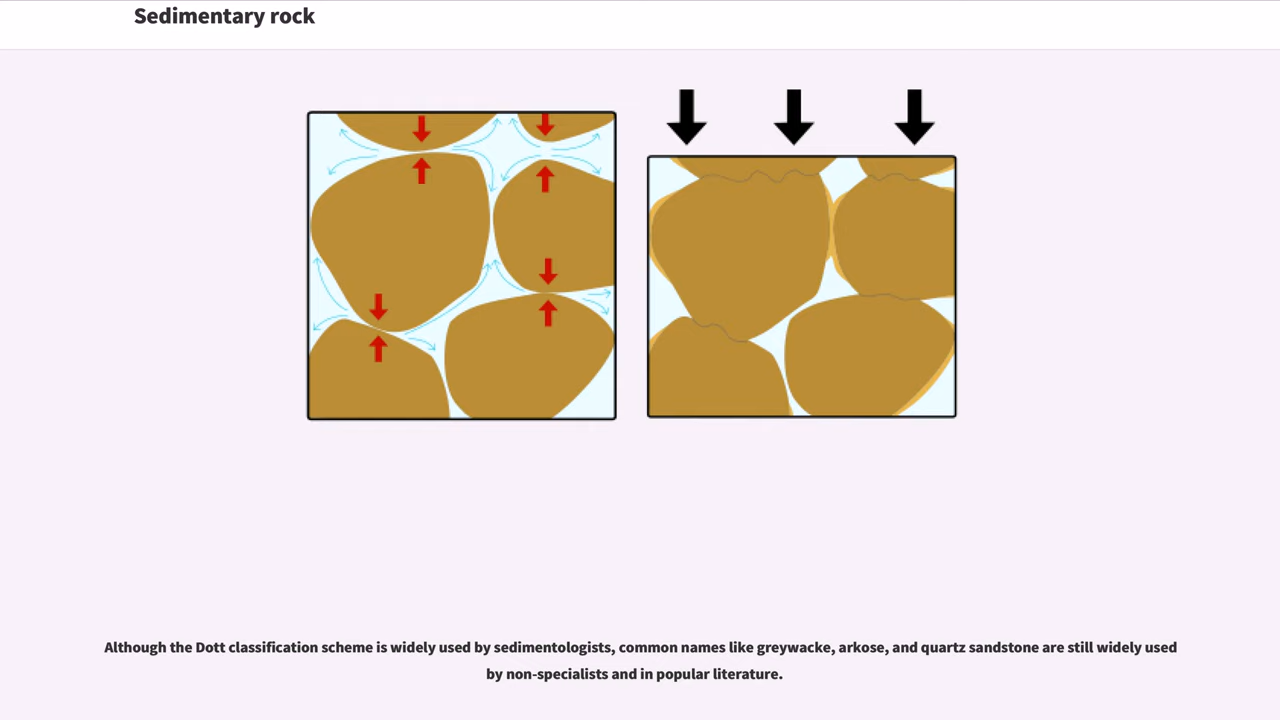 Sedimentary rock
Although the Dott classification scheme is widely used by sedimentologists, common names like greywacke, arkose, and quartz sandstone are still widely used
by non-specialists and in popular literature.